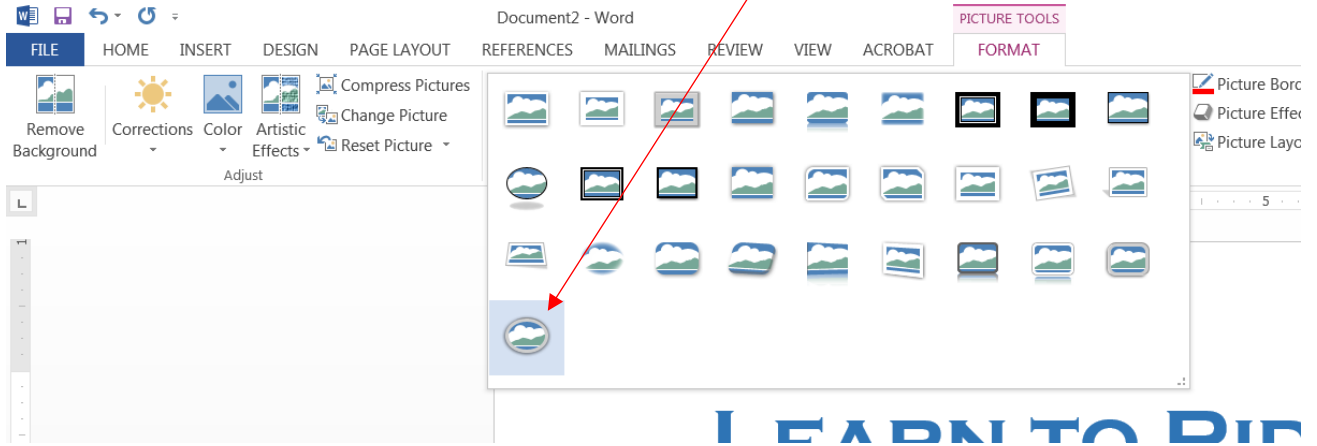 Document2 - Word
PICTURE TOOLS
FILE HOME INSERT DESIGN PAGE LAYOUT REFERENCES MAILINGS REVIEW VIEW ACROBAT FORMAT
Remove Background
Corrections
Color
Artistic Effects
Compress Pictures
Change Picture
Reset Picture
Adjust
Picture Bord
Picture Effec
Picture Layo
5
1
LEARN TO RID